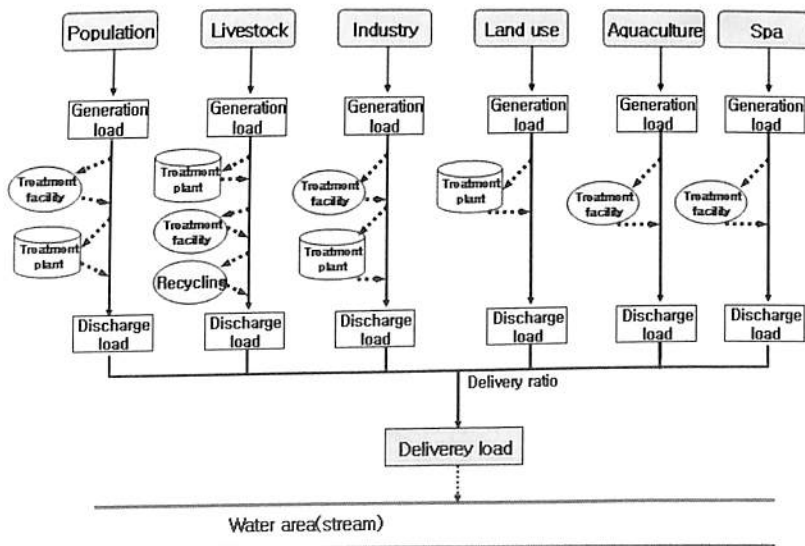 Population
Livestock
Industry
Land use
Aquaculture
Spa
Generation
load
Generation
load
Generation
load
Generation
load
Generation
load
Generation
load
Treatment
facility
Treatment
plant
Treatment
plant
Treatment
facility
Recycling
Treatment
facility
Treatment
plant
Treatment
plant
Treatment
facility
Treatment
facility
Discharge
load
Discharge
load
Discharge
load
Discharge
load
Discharge
load
Discharge
load
Delivery ratio
Deliverey load
Water area(stream)